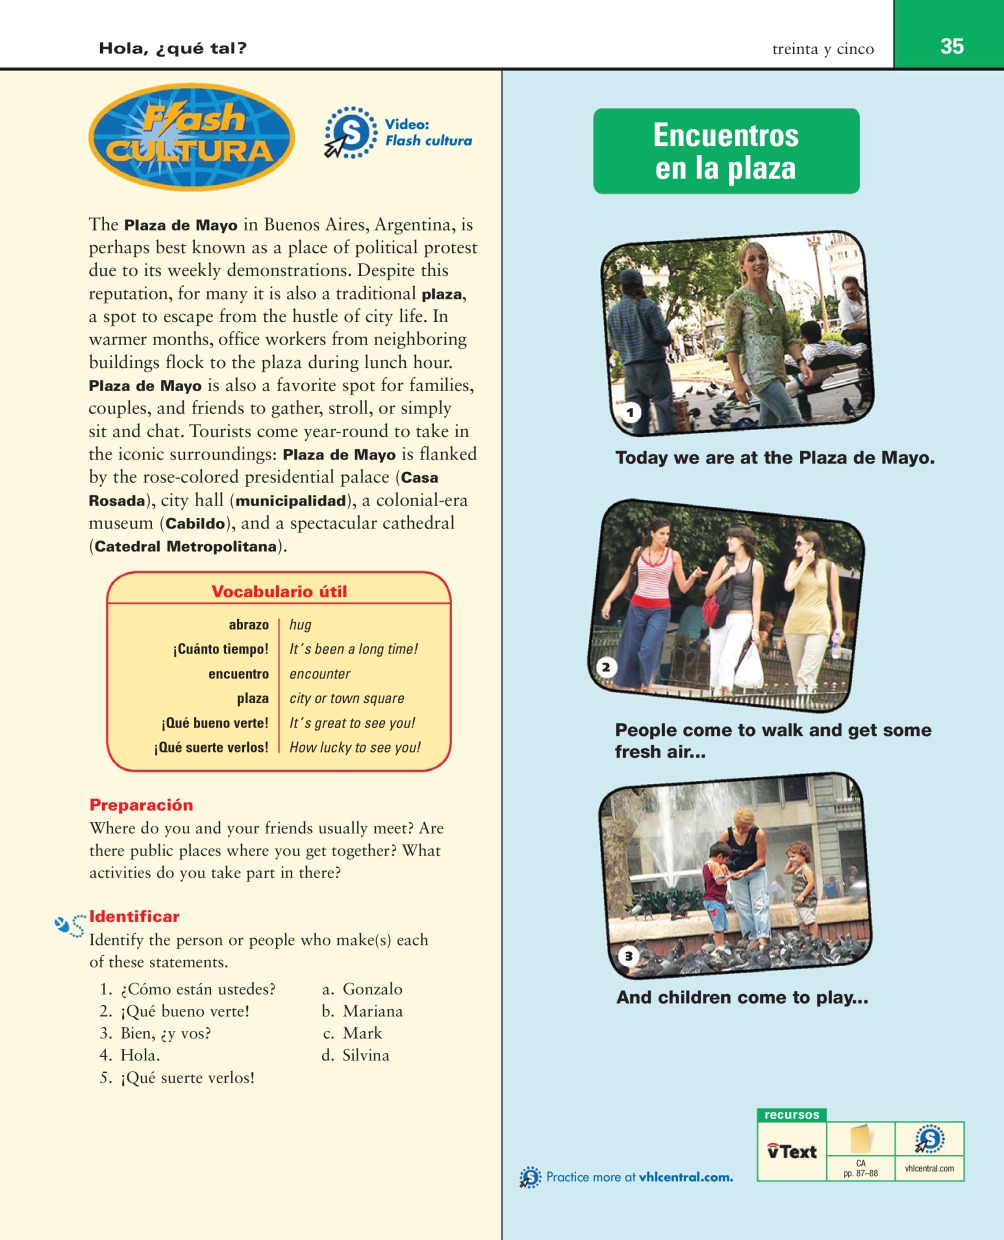 Hola, ¿qué tal?
treinta y cinco
35
Flash
CULTURA
S
Video:
Flash cultura
The Plaza de Mayo in Buenos Aires, Argentina, is
perhaps best known as a place of political protest
due to its weekly demonstrations. Despite this
reputation, for many it is also a traditional plaza,
a spot to escape from the hustle of city life. In
warmer months, office workers from neighboring
buildings flock to the plaza during lunch hour.
Plaza de Mayo is also a favorite spot for families,
couples, and friends to gather, stroll, or simply
sit and chat. Tourists come year-round to take in
the iconic surroundings: Plaza de Mayo is flanked
by the rose-colored presidential palace (Casa
Rosada), city hall (municipalidad), a colonial-era
museum (Cabildo), and a spectacular cathedral
(Catedral Metropolitana).
Vocabulario útil
abrazo hug
¡Cuánto tiempo! It's been a long time!
encuentro encounter
plaza city or town square
¡Qué bueno verte! It's great to see you!
¡Qué suerte verlos! How lucky to see you!
Preparación
Where do you and your friends usually meet? Are
there public places where you get together? What
activities do you take part in there?
Identificar
Identify the person or people who make(s) each
of these statements.
1. ¿Cómo están ustedes? a. Gonzalo
2. ¡Qué bueno verte! b. Mariana
3. Bien, ¿y vos? c. Mark
4. Hola. d. Silvina
5. ¡Qué suerte verlos!
Encuentros
en la plaza
1
Today we are at the Plaza de Mayo.
2
People come to walk and get some
fresh air...
3
And children come to play...
S Practice more at vhlcentral.com.
recursos
vText
CA
pp. 87–88
S
vhlcentral.com